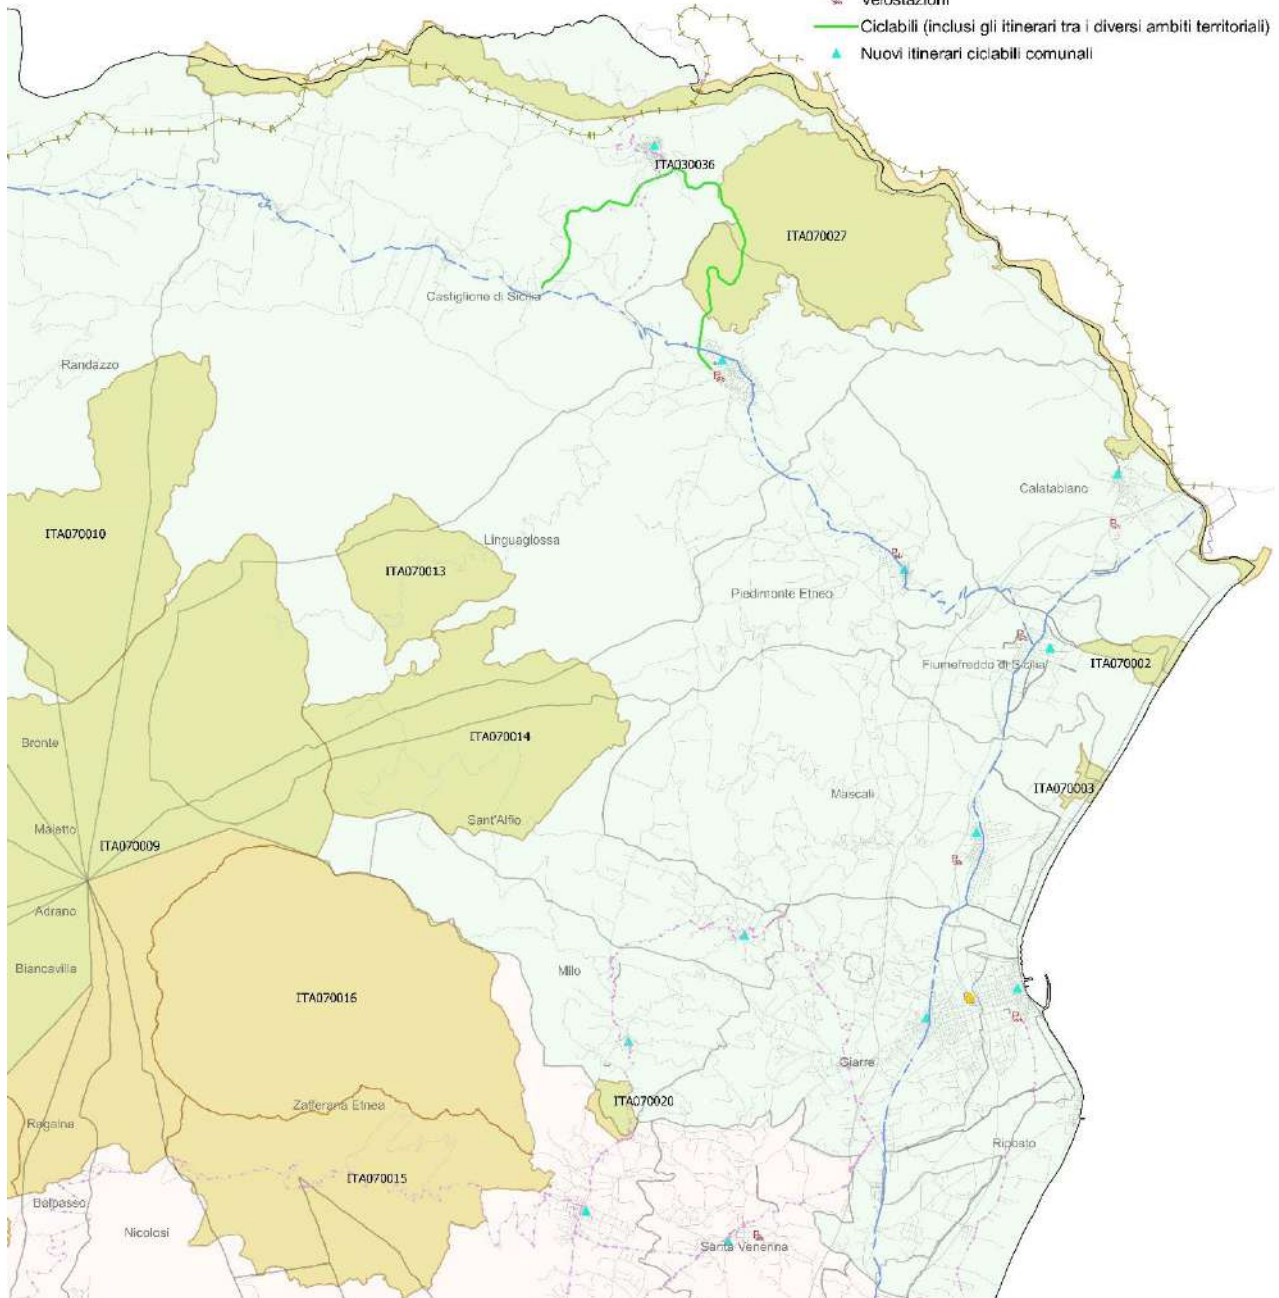 Velostazioni
Ciclabili (inclusi gli itinerari tra i diversi ambiti territoriali)
Nuovi itinerari ciclabili comunali
ITA030036
ITA070027
Castiglione di Sicilia
Randazzo
Calatabiano
ITA070010
Linguaglossa
ITA070013
Piedimonte Etneo
Fiumefreddo di Sicilia
ITA070002
ITA070014
Bronte
ITA070003
Mascali
Maletto
Sant'Alfio
ITA070009
Adrano
Biancavilla
Milo
ITA070016
Giarre
Zafferana Etnea
ITA070020
Ragalna
Riposto
ITA070015
Belpasso
Nicolosi
Santa Venerina